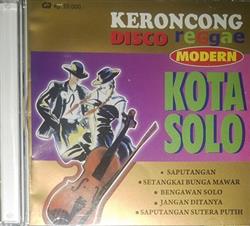 KERONCONG
DISCO reggae
MODERN
KOTA
SOLO
• SAPUTANGAN
• SETANGKAI BUNGA MAWAR
• BENGAWAN SOLO
• JANGAN DITANYA
• SAPUTANGAN SUTERA PUTIH